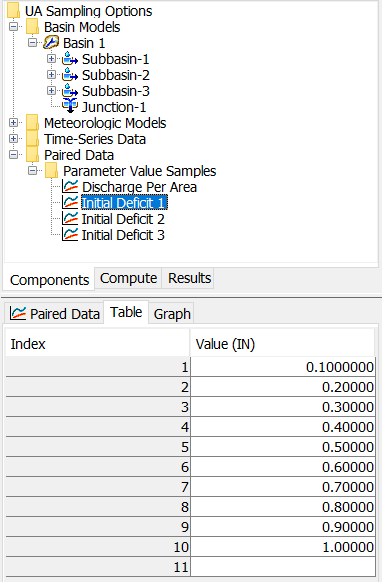 UA Sampling Options
Basin Models
Basin 1
Subbasin-1
Subbasin-2
Subbasin-3
Junction-1
Meteorologic Models
Time-Series Data
Paired Data
Parameter Value Samples
Discharge Per Area
Initial Deficit 1
Initial Deficit 2
Initial Deficit 3
Components Compute Results
Paired Data Table Graph
Index Value (IN)
1 0.1000000
2 0.20000
3 0.30000
4 0.40000
5 0.50000
6 0.60000
7 0.70000
8 0.80000
9 0.90000
10 1.00000
11